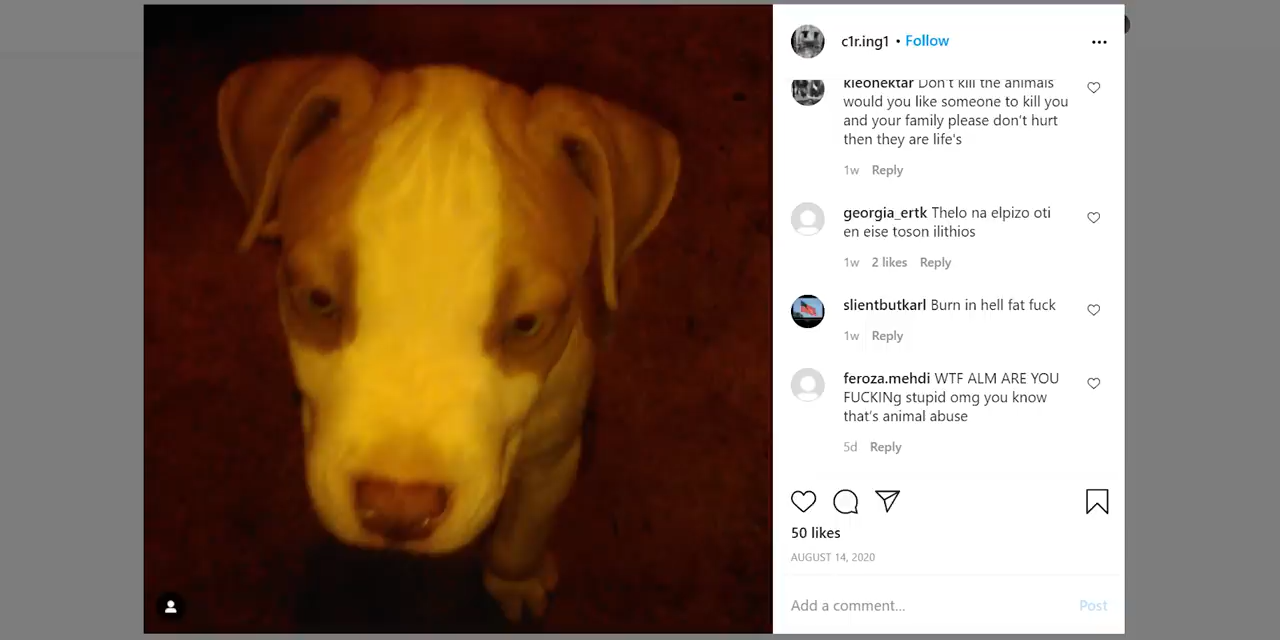 c1r.ing1 • Follow
kleonektar Don't kill the animals
would you like someone to kill you
and your family please don't hurt
then they are life's
1w Reply
georgia_ertk Thelo na elpizo oti
en eise toson ilithios
1w 2 likes Reply
slientbutkarl Burn in hell fat fuck
1w Reply
feroza.mehdi WTF ALM ARE YOU
FUCKINg stupid omg you know
that's animal abuse
5d Reply
50 likes
AUGUST 14, 2020
Add a comment... Post